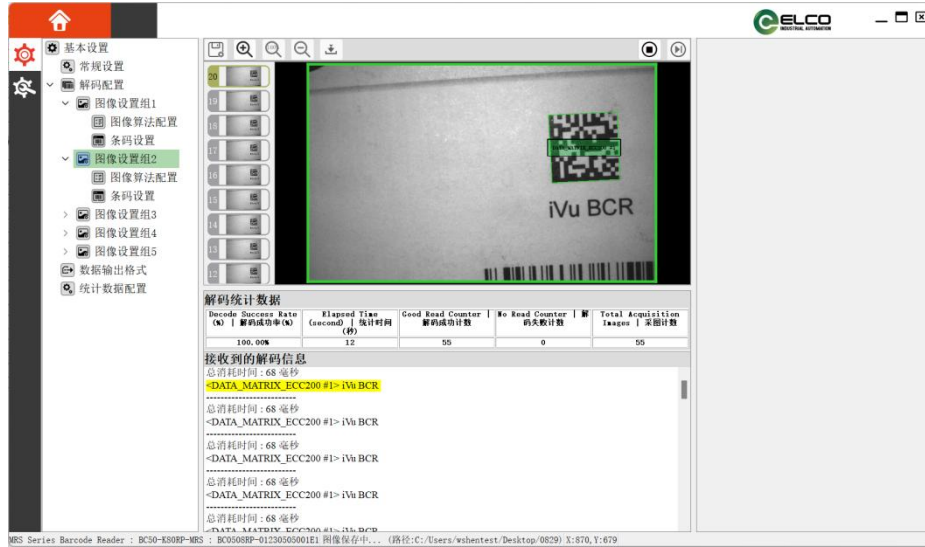 ELCO
INDUSTRIAL AUTOMATION
基本设置
常规设置
解码配置
图像设置组1
图像算法配置
条码设置
图像设置组2
图像算法配置
条码设置
图像设置组3
图像设置组4
图像设置组5
数据输出格式
统计数据配置
20
19
18
17
16
15
14
13
12
iVu BCR
解码统计数据
Decode Success Rate (%) | 解码成功率(%)
Elapsed Time (second) | 统计时间 (秒)
Good Read Counter | 解码成功计数
No Read Counter | 解码失败计数
Total Acquisition Images | 采图计数
100.00% 12 55 0 55
接收到的解码信息
总消耗时间 : 68 毫秒
<DATA_MATRIX_ECC200 #1> iVu BCR
-------------------------
总消耗时间 : 68 毫秒
<DATA_MATRIX_ECC200 #1> iVu BCR
-------------------------
总消耗时间 : 68 毫秒
<DATA_MATRIX_ECC200 #1> iVu BCR
-------------------------
总消耗时间 : 68 毫秒
<DATA_MATRIX_ECC200 #1> iVu BCR
-------------------------
总消耗时间 : 68 毫秒
<DATA_MATRIX_ECC200 #1> iVu BCR
MRS Series Barcode Reader : BC50-K80RP-MRS : BC0508RP-01230505001E1 图像保存中... (路径:C:/Users/wshentest/Desktop/0829) X:870,Y:679